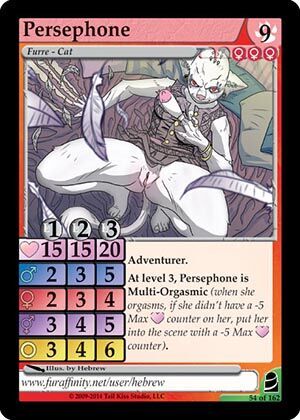 Persephone
9
Furre - Cat
1 2 3
15 15 20
2 3 5
2 3 4
3 4 5
3 4 6
Adventurer.
At level 3, Persephone is
Multi-Orgasmic (when she
orgasms, if she didn't have a -5
Max counter on her, put her
into the scene with a -5 Max
counter).
Illus. by Hebrew
www.furaffinity.net/user/hebrew
54 of 162
© 2009-2014 Tail Kiss Studio, LLC